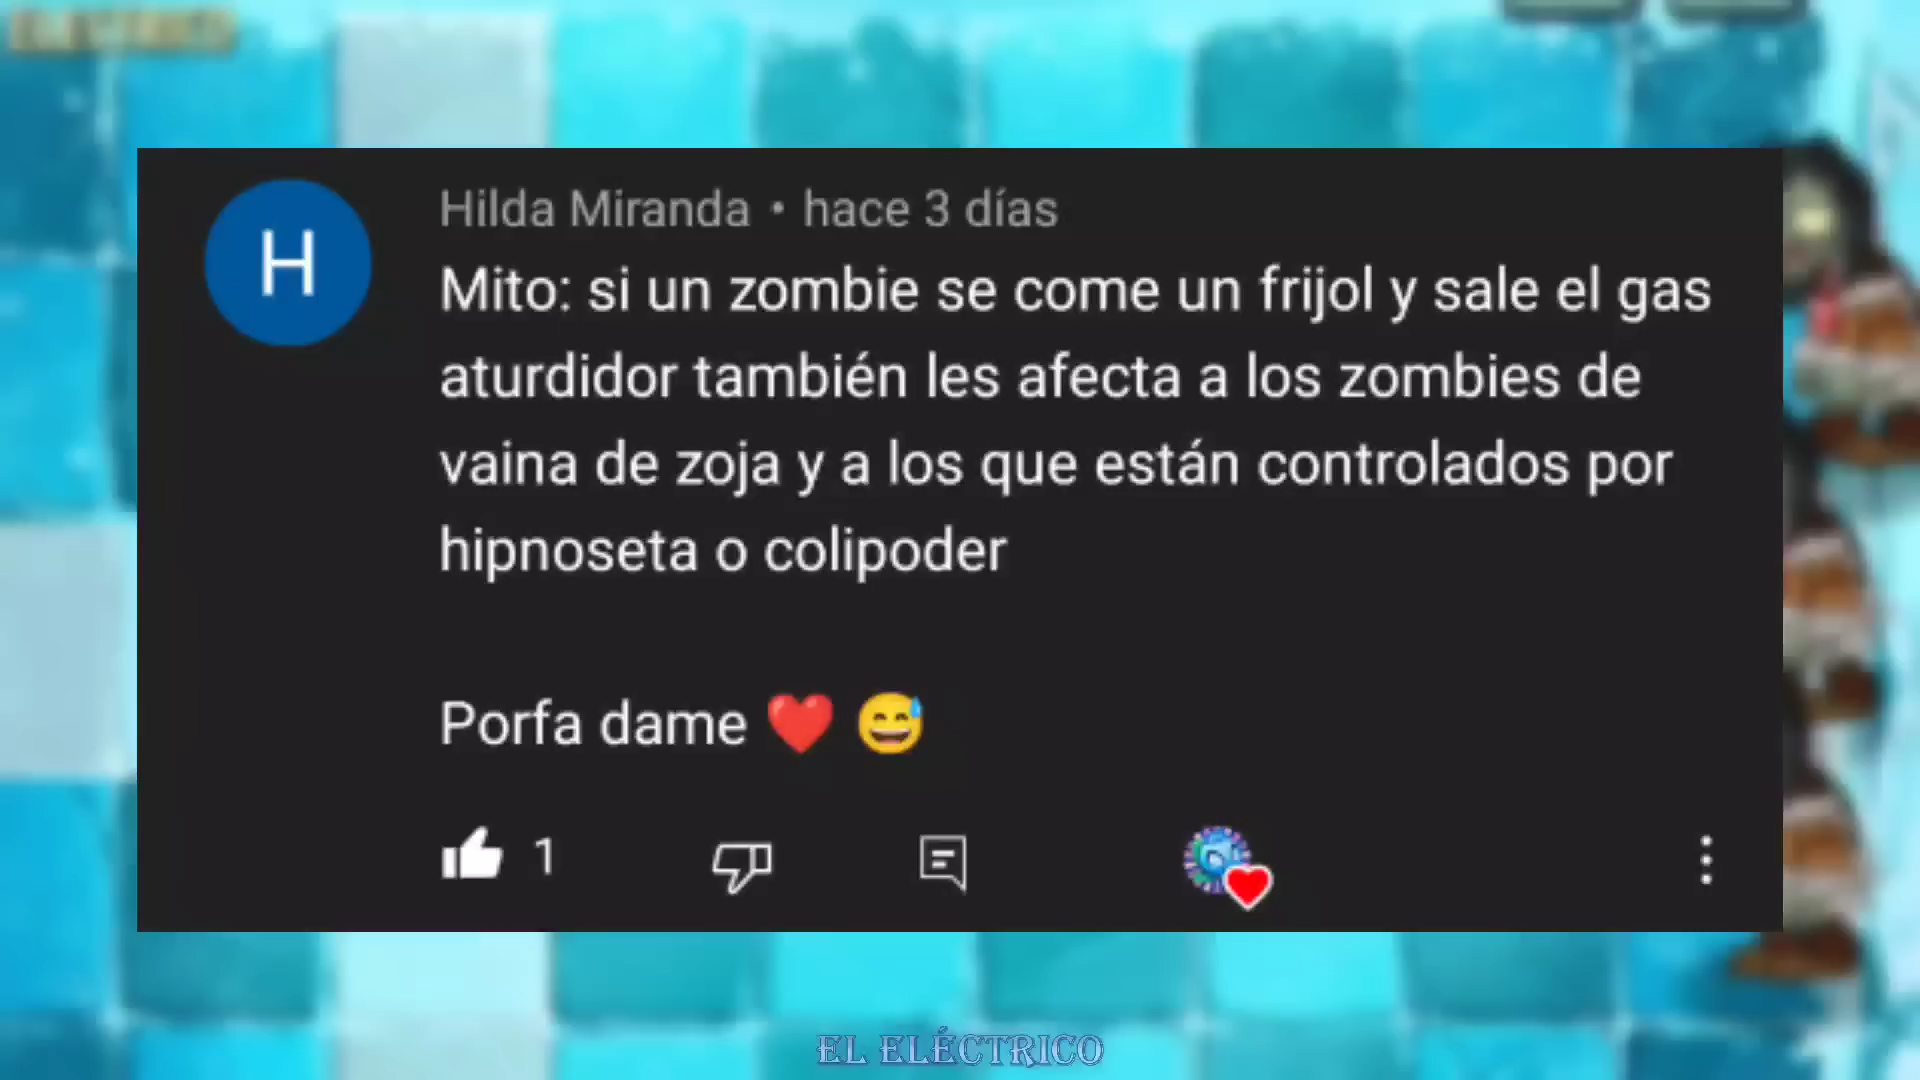 ELÉCTRICO
H
Hilda Miranda • hace 3 días
Mito: si un zombie se come un frijol y sale el gas
aturdidor también les afecta a los zombies de
vaina de zoja y a los que están controlados por
hipnoseta o colipoder
Porfa dame ❤️ 😅
1
EL ELÉCTRICO